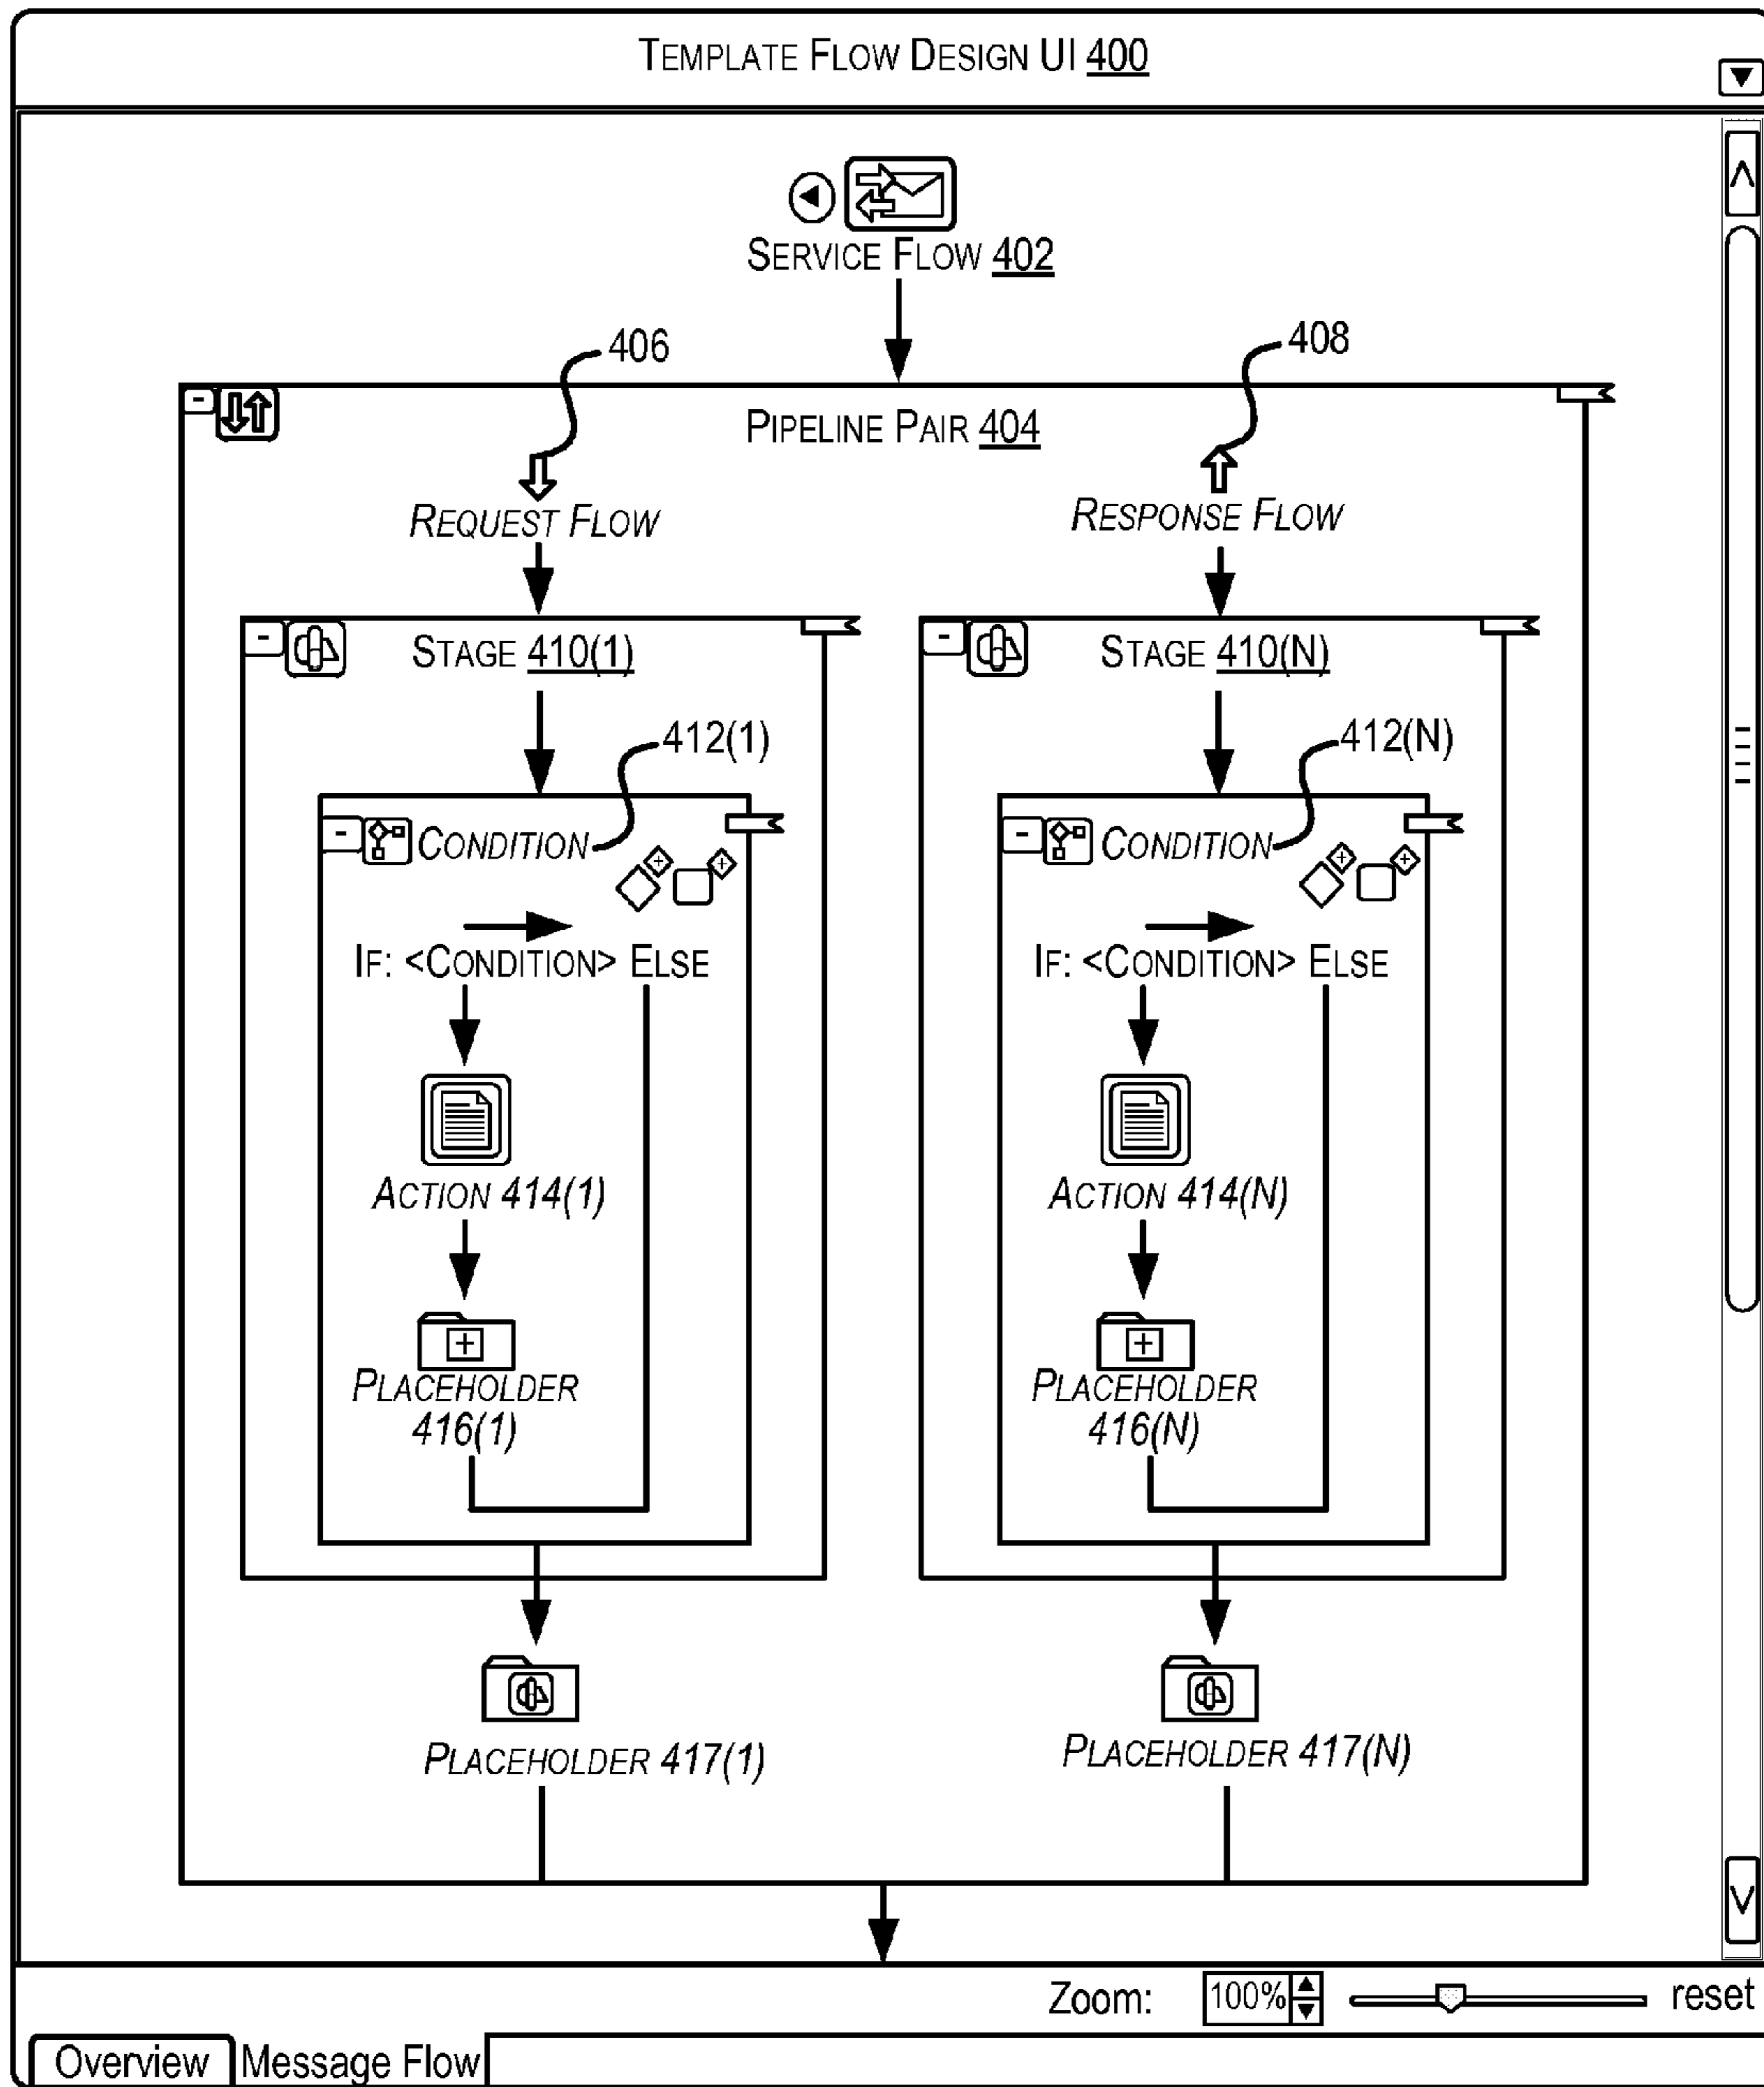 TEMPLATE FLOW DESIGN UI 400
SERVICE FLOW 402
406
408
PIPELINE PAIR 404
REQUEST FLOW
RESPONSE FLOW
STAGE 410(1)
STAGE 410(N)
412(1)
412(N)
CONDITION
CONDITION
IF: <CONDITION> ELSE
IF: <CONDITION> ELSE
ACTION 414(1)
ACTION 414(N)
PLACEHOLDER
416(1)
PLACEHOLDER
416(N)
PLACEHOLDER 417(1)
PLACEHOLDER 417(N)
Zoom: 100% reset
Overview Message Flow